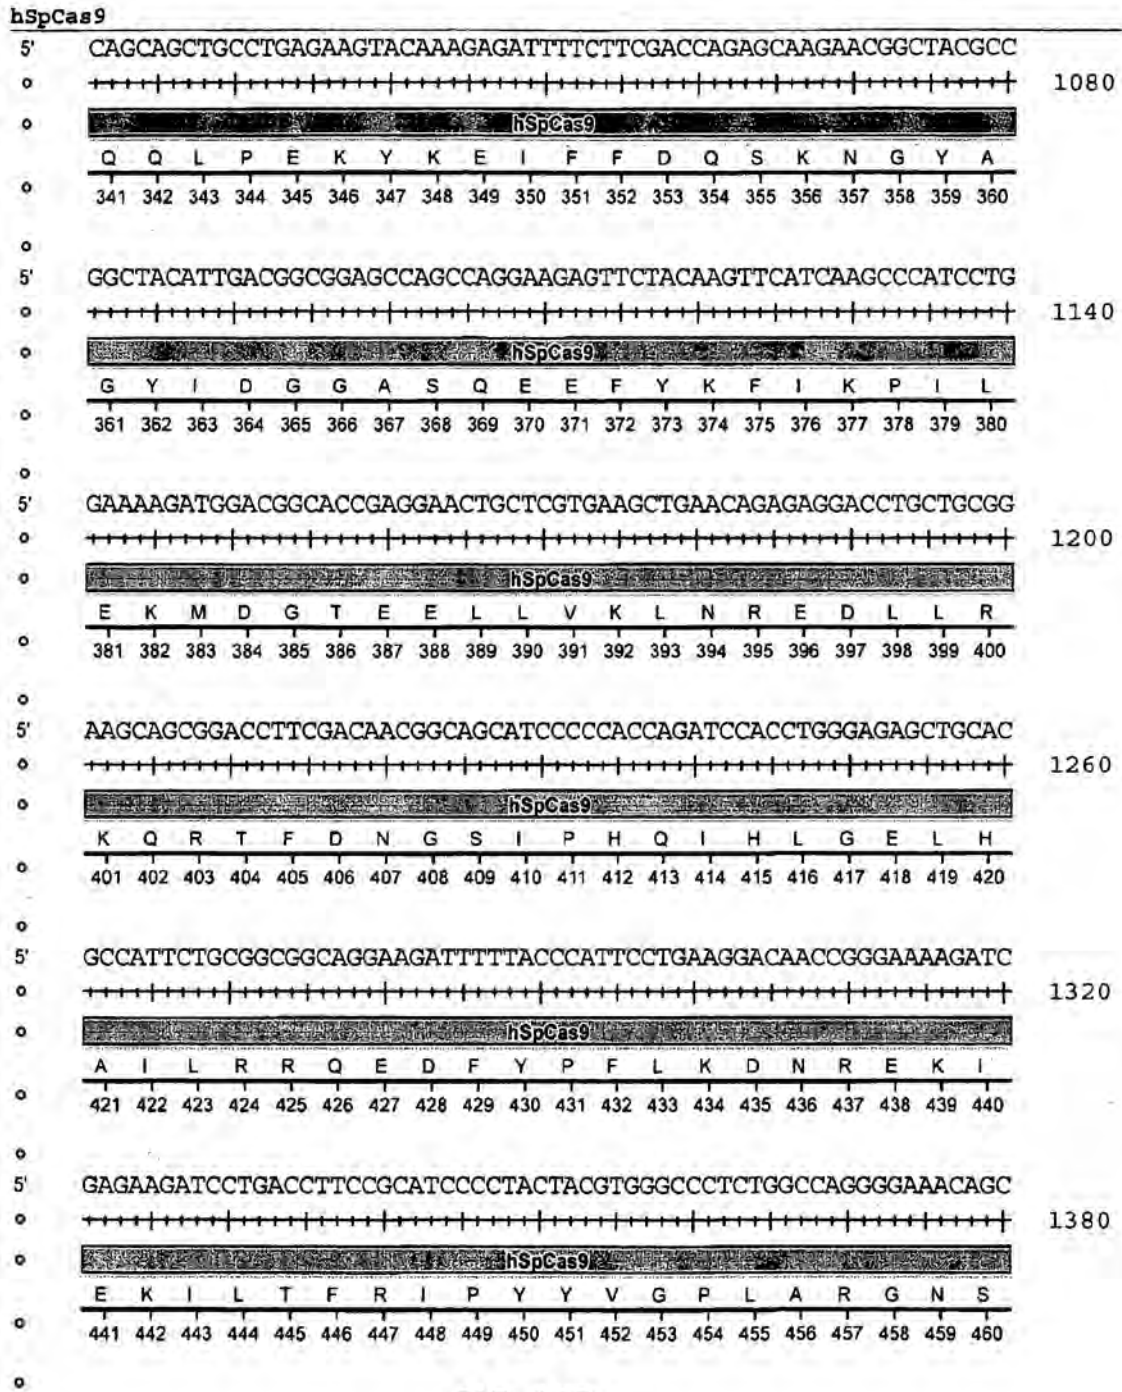 hSpCas9
5' CAGCAGCTGCCTGAGAAGTACAAAGAGATTTTCTTCGACCAGAGCAAGAACGGCTACGCC
1080
hSpCas9
Q Q L P E K Y K E I F F D Q S K N G Y A
341 342 343 344 345 346 347 348 349 350 351 352 353 354 355 356 357 358 359 360
5' GGCTACATTGACGGCGGAGCCAGCCAGGAAGAGTTCTACAAGTTCATCAAGCCCATCCTG
1140
hSpCas9
G Y I D G G A S Q E E F Y K F I K P I L
361 362 363 364 365 366 367 368 369 370 371 372 373 374 375 376 377 378 379 380
5' GAAAAGATGGACGGCACCGAGGAACTGCTCGTGAAGCTGAACAGAGAGGACCTGCTGCGG
1200
hSpCas9
E K M D G T E E L L V K L N R E D L L R
381 382 383 384 385 386 387 388 389 390 391 392 393 394 395 396 397 398 399 400
5' AAGCAGCGGACCTTCGACAACGGCAGCATCCCCCACCAGATCCACCTGGGAGAGCTGCAC
1260
hSpCas9
K Q R T F D N G S I P H Q I H L G E L H
401 402 403 404 405 406 407 408 409 410 411 412 413 414 415 416 417 418 419 420
5' GCCATTCTGCGGCGGCAGGAAGATTTTTACCCATTCCTGAAGGACAACCGGGAAAAGATC
1320
hSpCas9
A I L R R Q E D F Y P F L K D N R E K I
421 422 423 424 425 426 427 428 429 430 431 432 433 434 435 436 437 438 439 440
5' GAGAAGATCCTGACCTTCCGCATCCCCTACTACGTGGGCCCTCTGGCCAGGGGAAACAGC
1380
hSpCas9
E K I L T F R I P Y Y V G P L A R G N S
441 442 443 444 445 446 447 448 449 450 451 452 453 454 455 456 457 458 459 460